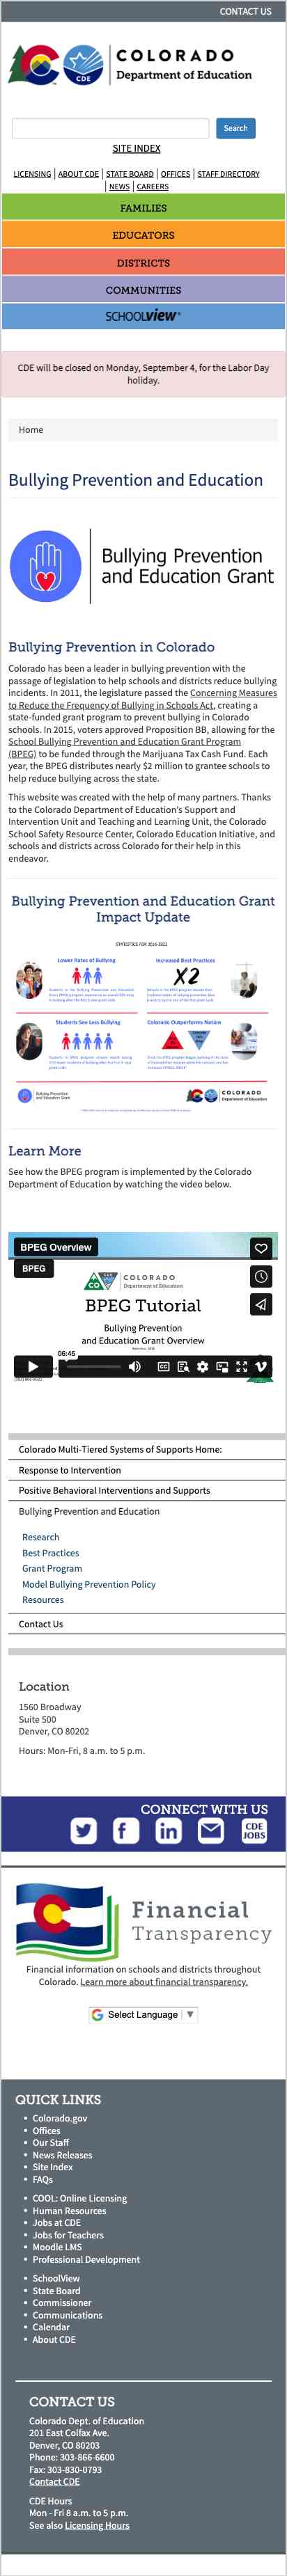 CONTACT US
COLORADO
Department of Education
CDE
Search
SITE INDEX
LICENSING ABOUT CDE STATE BOARD OFFICES STAFF DIRECTORY
NEWS CAREERS
FAMILIES
EDUCATORS
DISTRICTS
COMMUNITIES
SCHOOLVIEW
CDE will be closed on Monday, September 4, for the Labor Day
holiday.
Home
Bullying Prevention and Education
Bullying Prevention
and Education Grant
Bullying Prevention in Colorado
Colorado has been a leader in bullying prevention with the
passage of legislation to help schools and districts reduce bullying
incidents. In 2011, the legislature passed the Concerning Measures
to Reduce the Frequency of Bullying in Schools Act, creating a
state-funded grant program to prevent bullying in Colorado
schools. In 2015, voters approved Proposition BB, allowing for the
School Bullying Prevention and Education Grant Program
(BPEG) to be funded through the Marijuana Tax Cash Fund. Each
year, the BPEG distributes nearly $2 million to grantee schools to
help reduce bullying across the state.
This website was created with the help of many partners. Thanks
to the Colorado Department of Education's Support and
Intervention Unit and Teaching and Learning Unit, the Colorado
School Safety Resource Center, Colorado Education Initiative, and
schools and districts across Colorado for their help in this
endeavor.
Bullying Prevention and Education Grant
Impact Update
STATISTICS FOR 2016-2022
Lower Rates of Bullying
Increased Best Practices
X2
Students See Less Bullying
Colorado Outperforms Nation
Bullying Prevention
and Education Grant
COLORADO
Department of Education
Learn More
See how the BPEG program is implemented by the Colorado
Department of Education by watching the video below.
BPEG Overview
BPEG
COLORADO
Department of Education
BPEG Tutorial
Bullying Prevention
and Education Grant Overview
06:45
CC
Colorado Multi-Tiered Systems of Supports Home:
Response to Intervention
Positive Behavioral Interventions and Supports
Bullying Prevention and Education
Research
Best Practices
Grant Program
Model Bullying Prevention Policy
Resources
Contact Us
Location
1560 Broadway
Suite 500
Denver, CO 80202
Hours: Mon-Fri, 8 a.m. to 5 p.m.
CONNECT WITH US
CDE
JOBS
Financial
Transparency
Financial information on schools and districts throughout
Colorado. Learn more about financial transparency.
Select Language
QUICK LINKS
Colorado.gov
Offices
Our Staff
News Releases
Site Index
FAQs
COOL: Online Licensing
Human Resources
Jobs at CDE
Jobs for Teachers
Moodle LMS
Professional Development
SchoolView
State Board
Commissioner
Communications
Calendar
About CDE
CONTACT US
Colorado Dept. of Education
201 East Colfax Ave.
Denver, CO 80203
Phone: 303-866-6600
Fax: 303-830-0793
Contact CDE
CDE Hours
Mon - Fri 8 a.m. to 5 p.m.
See also Licensing Hours